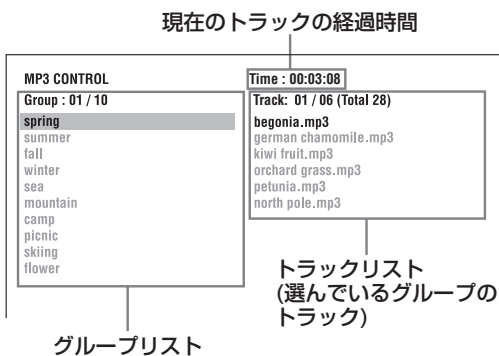 現在のトラックの経過時間
MP3 CONTROL
Time : 00:03:08
Group : 01 / 10
spring
summer
fall
winter
sea
mountain
camp
picnic
skiing
flower
Track: 01 / 06 (Total 28)
begonia.mp3
german chamomile.mp3
kiwi fruit.mp3
orchard grass.mp3
petunia.mp3
north pole.mp3
トラックリスト
(選んでいるグループの
トラック)
グループリスト